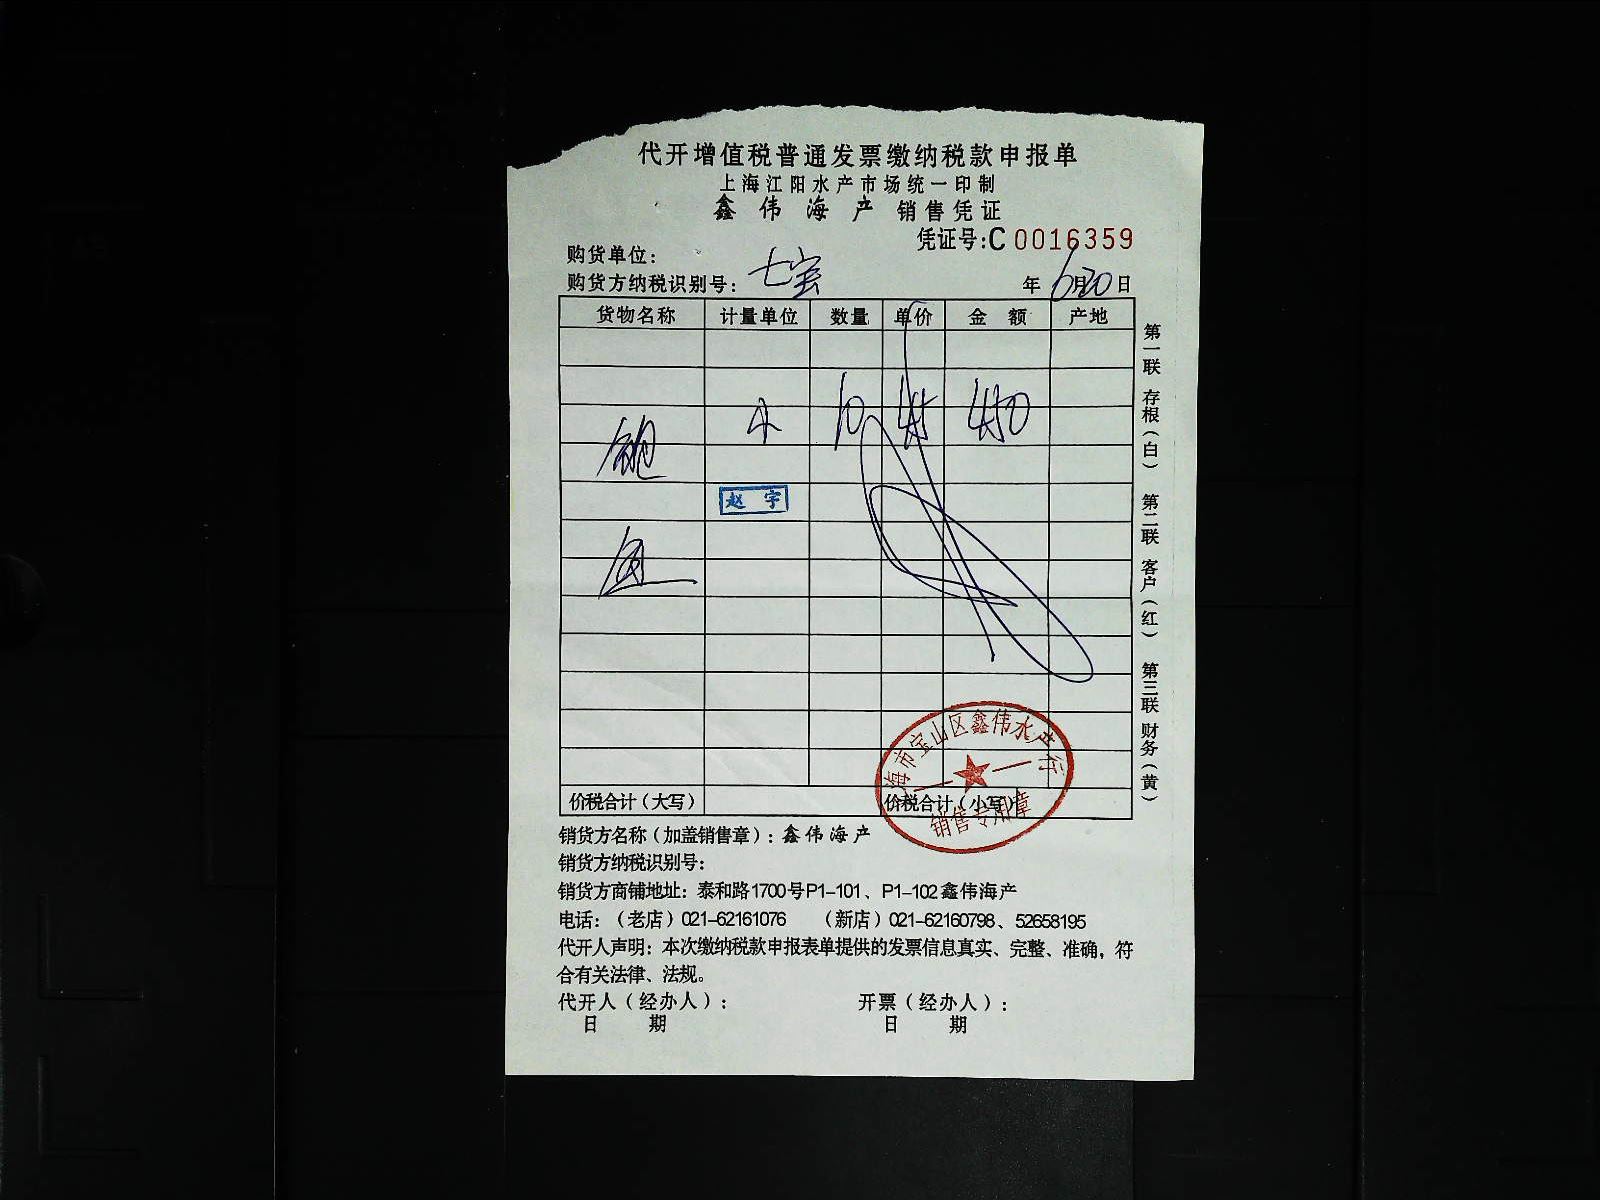 代开增值税普通发票缴纳税款申报单
上海江阳水产市场统一印制
鑫伟海产 销售凭证
凭证号:C 0016359
购货单位:
购货方纳税识别号: 七宝
年 6月20日
货物名称 计量单位 数量 单价 金额 产地
10 45 450
赵宇
价税合计(大写) 价税合计(小写)
海市宝山区鑫伟水产行
销售专用章
销货方名称(加盖销售章):鑫伟海产
销货方纳税识别号:
销货方商铺地址:泰和路1700号P1-101、P1-102鑫伟海产
电话:(老店)021-62161076 (新店)021-62160798、52658195
代开人声明:本次缴纳税款申报表单提供的发票信息真实、完整、准确,符
合有关法律、法规。
代开人(经办人): 开票(经办人):
日 期 日 期
第一联 存根(白) 第二联 客户(红) 第三联 财务(黄)